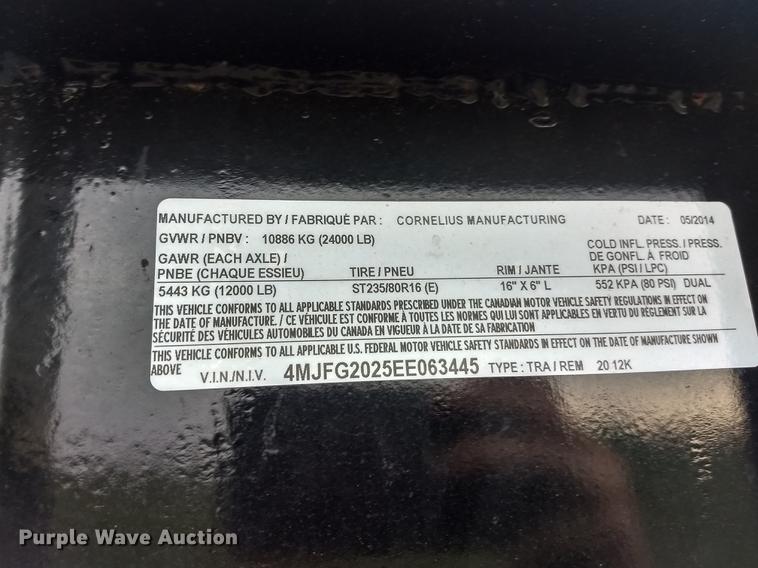 MANUFACTURED BY / FABRIQUÉ PAR : CORNELIUS MANUFACTURING DATE : 05/2014
GVWR / PNBV : 10886 KG (24000 LB)
GAWR (EACH AXLE) /
PNBE (CHAQUE ESSIEU) TIRE / PNEU RIM / JANTE COLD INFL. PRESS. / PRESS. DE GONFL. À FROID KPA (PSI / LPC)
5443 KG (12000 LB) ST235/80R16 (E) 16" X 6" L 552 KPA (80 PSI) DUAL
THIS VEHICLE CONFORMS TO ALL APPLICABLE STANDARDS PRESCRIBED UNDER THE CANADIAN MOTOR VEHICLE SAFETY REGULATIONS IN EFFECT ON
THE DATE OF MANUFACTURE. / CE VÉHICULE EST CONFORME À TOUTES LES NORMES QUI LUI SONT APPLICABLES EN VERTU DU RÉGLEMENT SUR LA
SÉCURITÉ DES VÉHICULES AUTOMOBILES DU CANADA EN VIGUEUR À LA DATE DE SA FABRICATION
THIS VEHICLE CONFORMS TO ALL APPLICABLE U.S. FEDERAL MOTOR VEHICLE SAFETY STANDARDS IN EFFECT ON THE DATE OF MANUFACTURE SHOWN
ABOVE
V.I.N./N.I.V. 4MJFG2025EE063445 TYPE : TRA / REM 20 12K
Purple Wave Auction